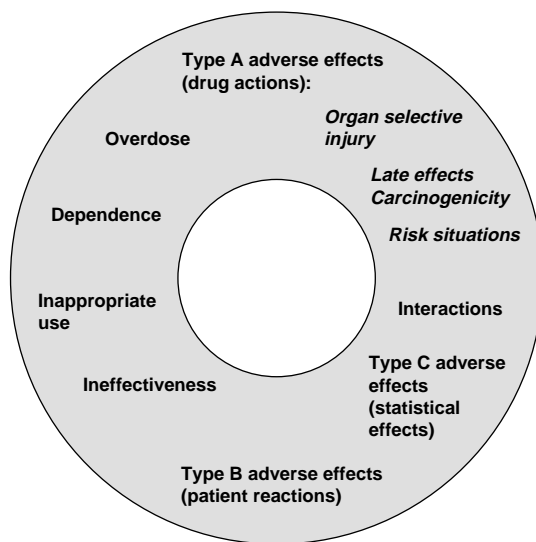 Type A adverse effects
(drug actions):
Organ selective
injury
Late effects
Carcinogenicity
Risk situations
Interactions
Type C adverse
effects
(statistical
effects)
Type B adverse effects
(patient reactions)
Ineffectiveness
Inappropriate
use
Dependence
Overdose